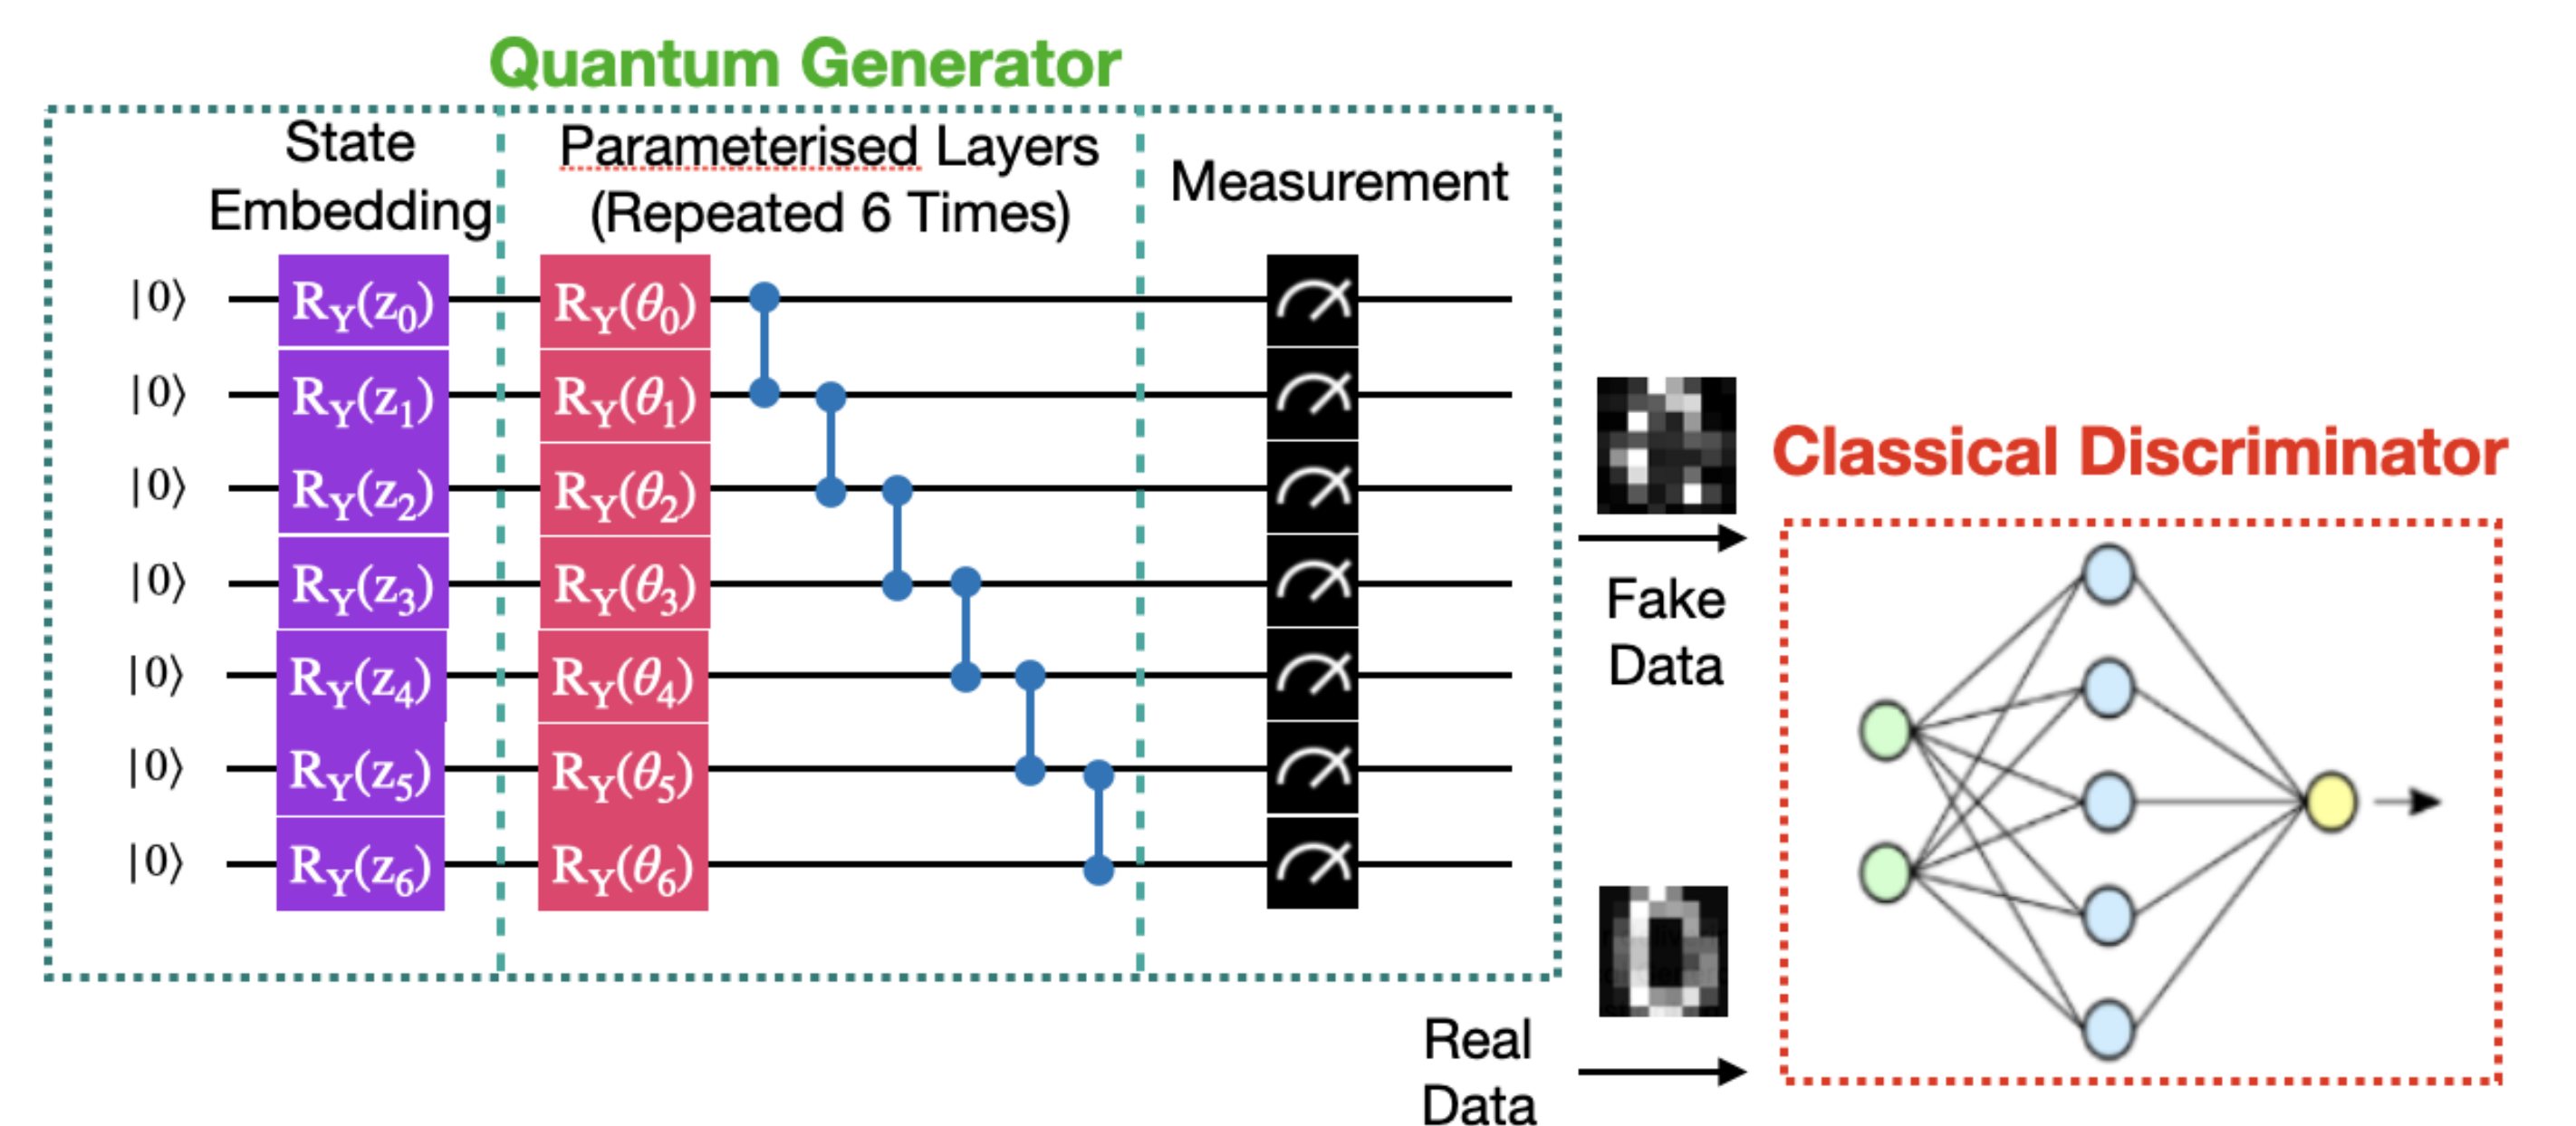 Quantum Generator
State
Embedding
Parameterised Layers
(Repeated 6 Times)
Measurement
|0⟩ R_Y(z_0) R_Y(θ_0)
|0⟩ R_Y(z_1) R_Y(θ_1)
|0⟩ R_Y(z_2) R_Y(θ_2)
|0⟩ R_Y(z_3) R_Y(θ_3)
|0⟩ R_Y(z_4) R_Y(θ_4)
|0⟩ R_Y(z_5) R_Y(θ_5)
|0⟩ R_Y(z_6) R_Y(θ_6)
Fake
Data
Real
Data
Classical Discriminator